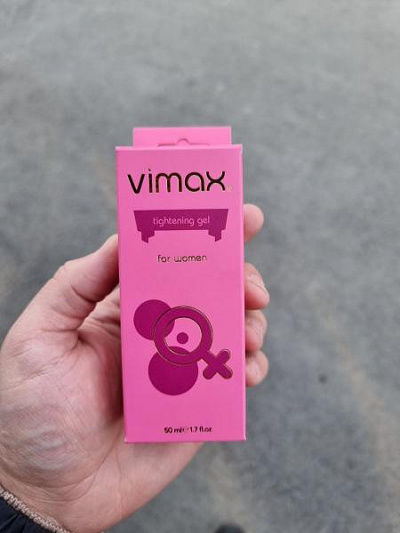 vimax
tightening gel
for women
50 ml 1.7 fl.oz